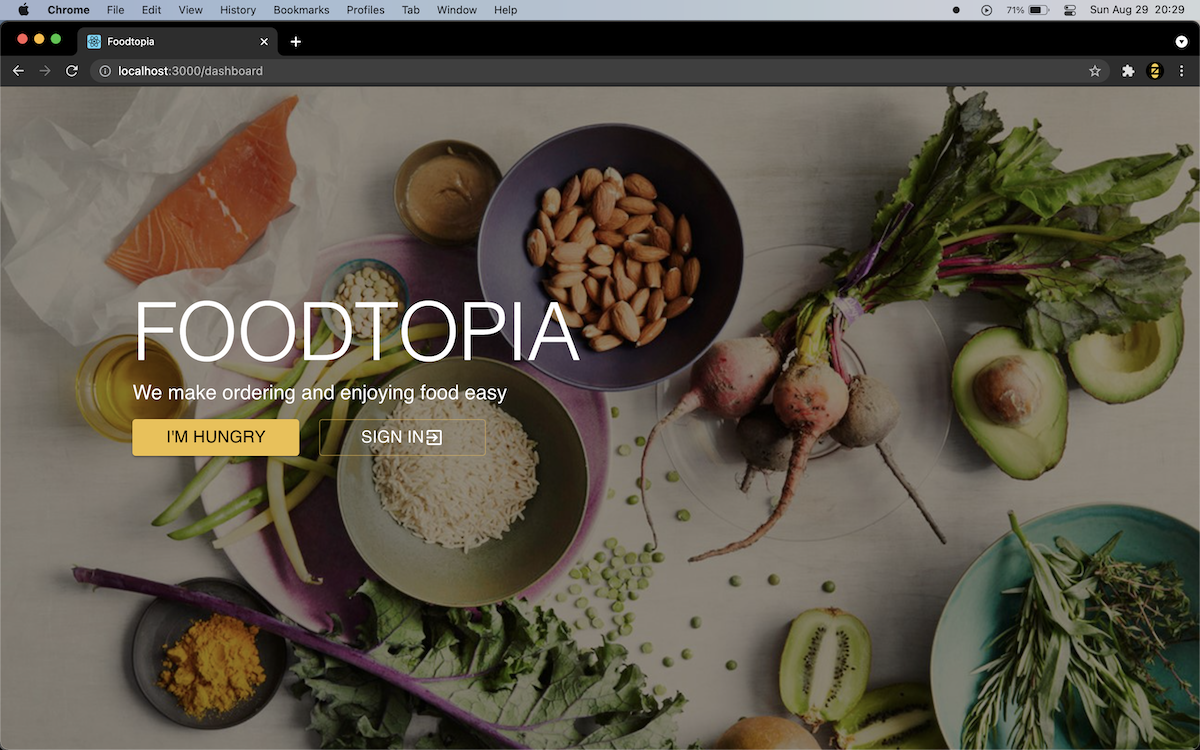 Chrome File Edit View History Bookmarks Profiles Tab Window Help 71% Sun Aug 29 20:29
Foodtopia
localhost:3000/dashboard
FOODTOPIA
We make ordering and enjoying food easy
I'M HUNGRY SIGN IN